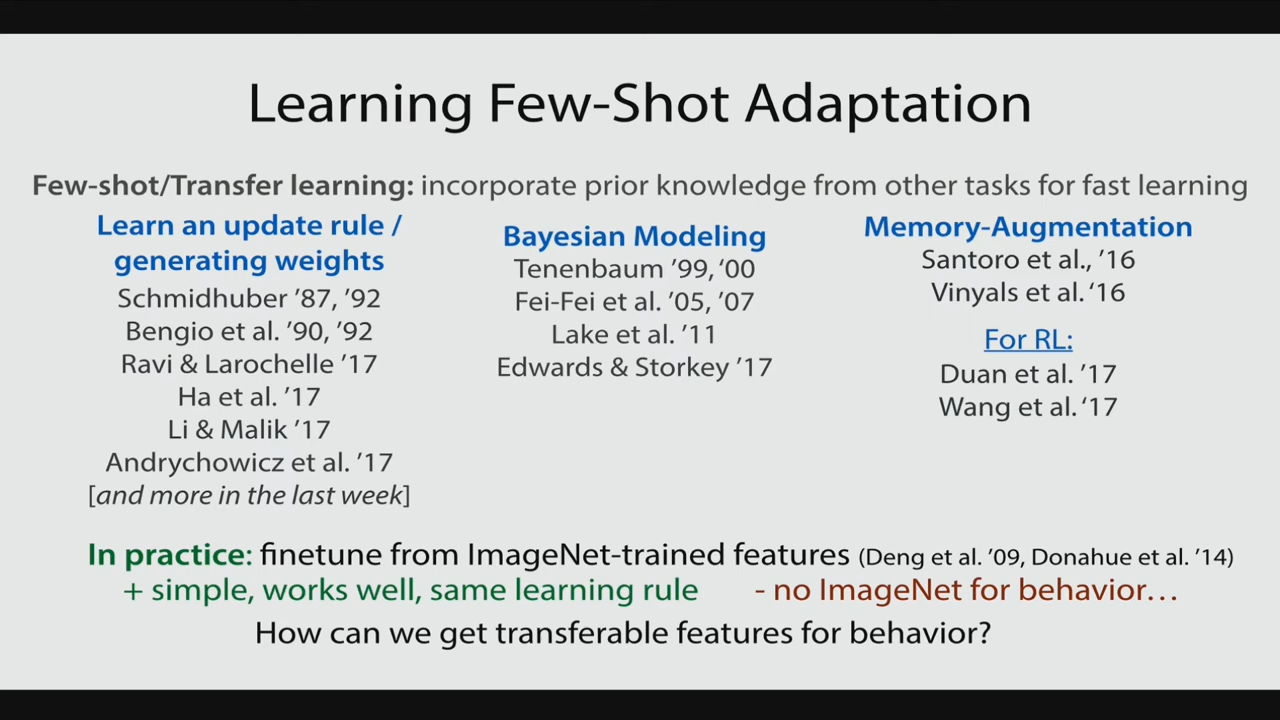 Learning Few-Shot Adaptation
Few-shot/Transfer learning: incorporate prior knowledge from other tasks for fast learning
Learn an update rule /
generating weights
Schmidhuber ’87, ’92
Bengio et al. ’90, ’92
Ravi & Larochelle ’17
Ha et al. ’17
Li & Malik ’17
Andrychowicz et al. ’17
[and more in the last week]
Bayesian Modeling
Tenenbaum ’99, ‘00
Fei-Fei et al. ’05, ’07
Lake et al. ’11
Edwards & Storkey ’17
Memory-Augmentation
Santoro et al., ’16
Vinyals et al. ‘16
For RL:
Duan et al. ’17
Wang et al. ‘17
In practice: finetune from ImageNet-trained features (Deng et al. ’09, Donahue et al. ’14)
+ simple, works well, same learning rule - no ImageNet for behavior…
How can we get transferable features for behavior?